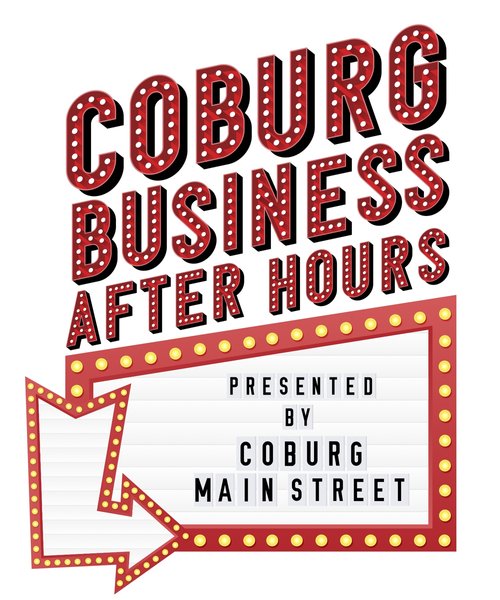 COBURG
BUSINESS
AFTER HOURS
PRESENTED
BY
COBURG
MAIN STREET